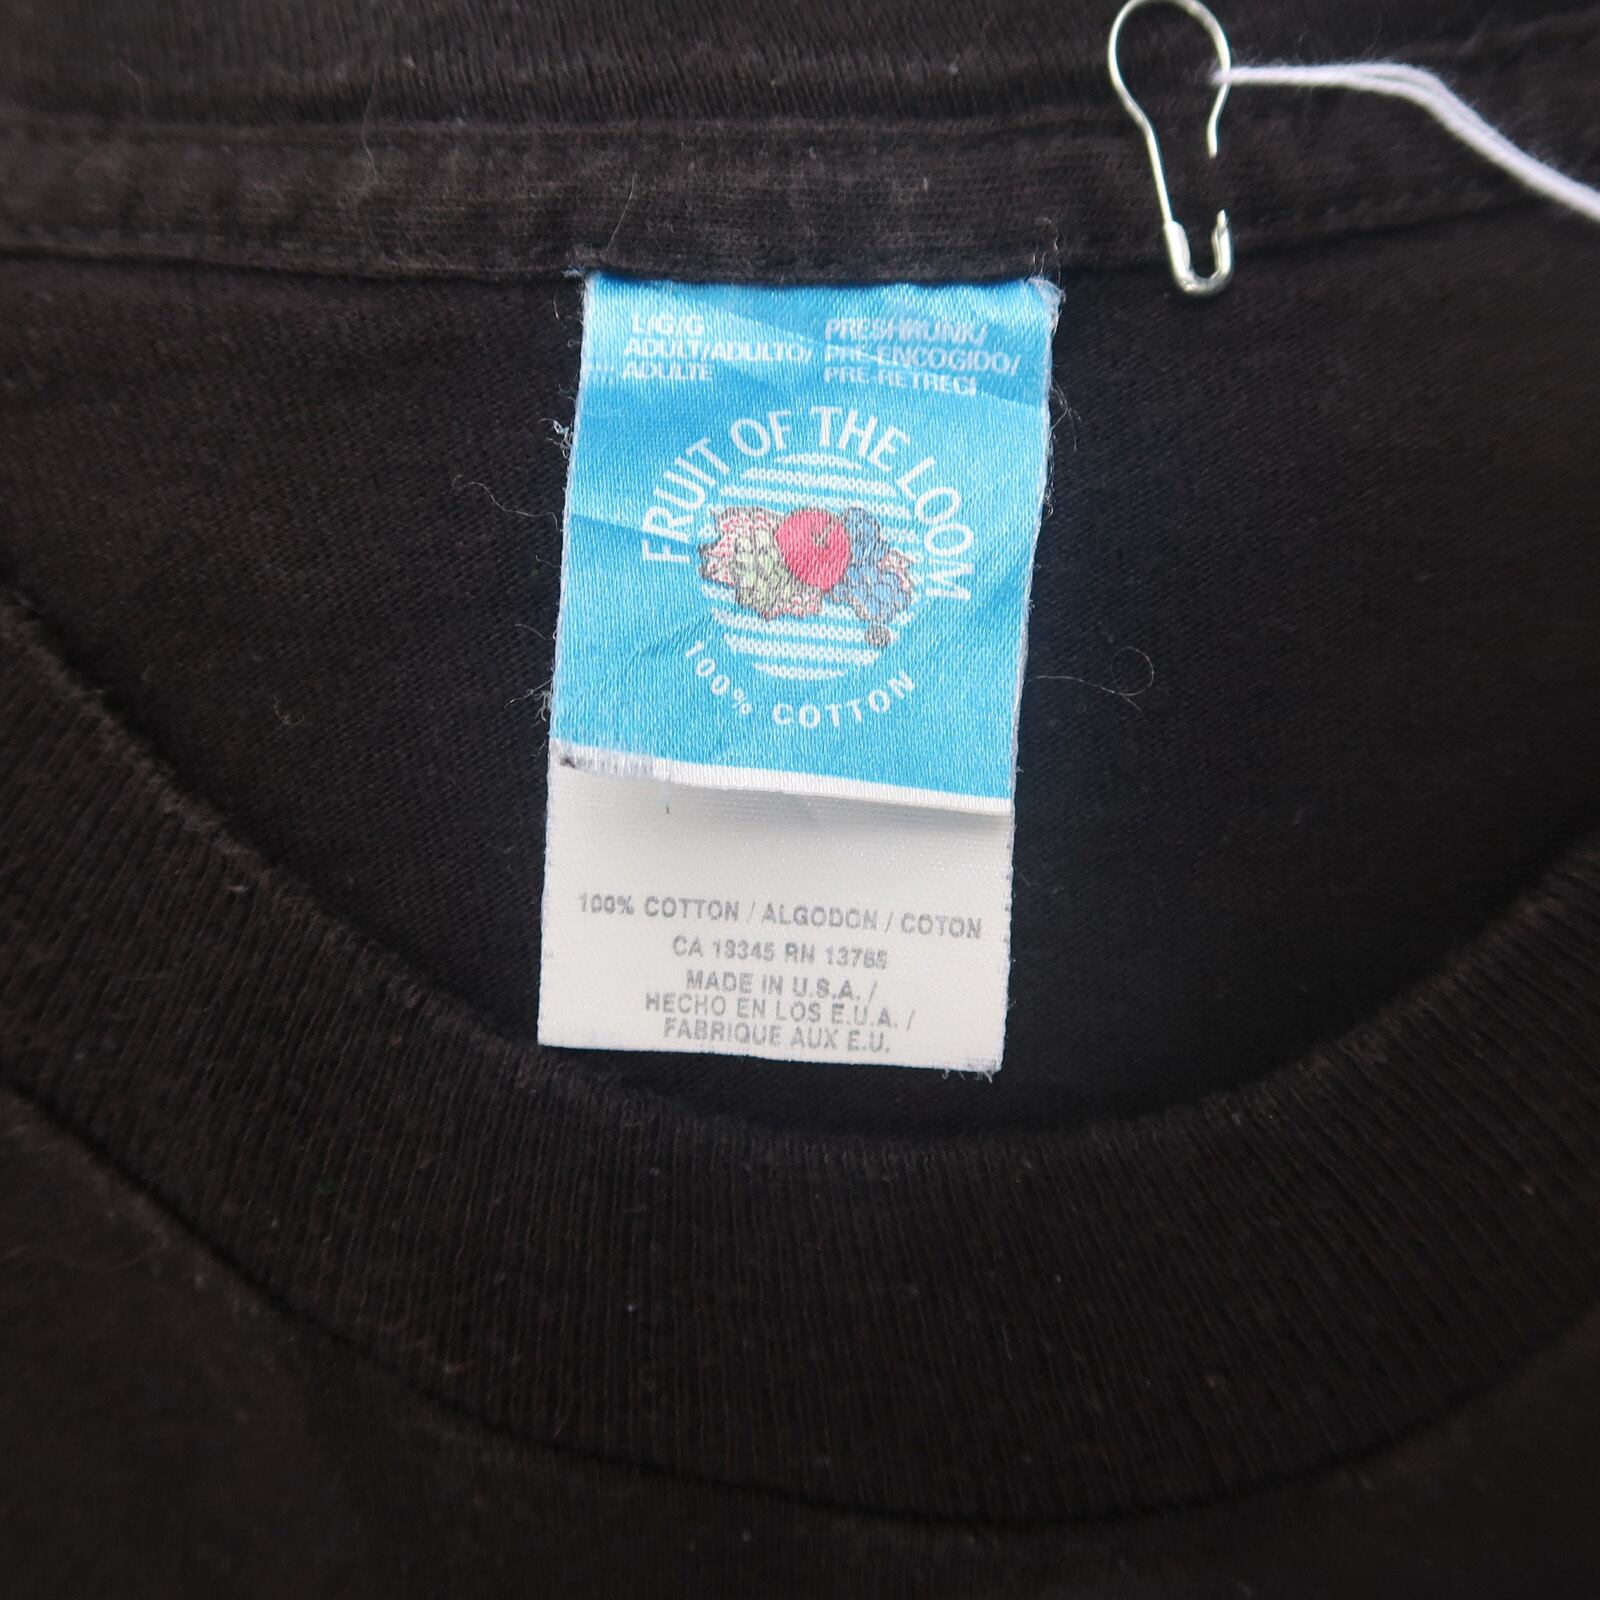 L/G/G
ADULT/ADULTO/
ADULTE
PRESHRUNK/
PRE-ENCOGIDO/
PRE-RETRECI
FRUIT OF THE LOOM
100% COTTON
100% COTTON / ALGODON / COTON
CA 19345 RN 13765
MADE IN U.S.A. /
HECHO EN LOS E.U.A. /
FABRIQUE AUX E.U.